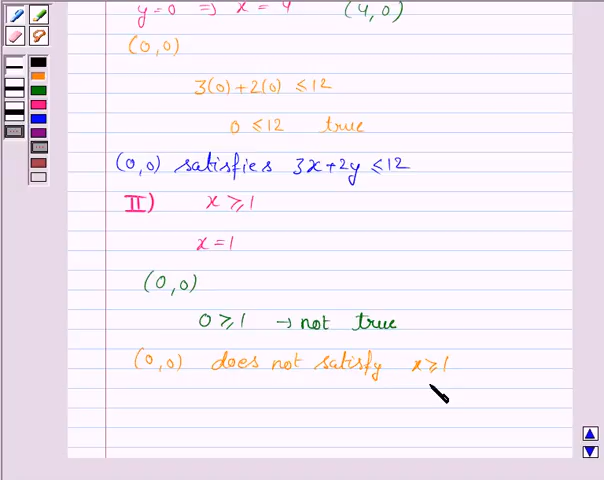 y=0 ⇒ x = 4 (4,0)
(0,0)
3(0)+2(0) ≤12
0 ≤12 true
(0,0) satisfies 3x+2y ≤12
II) x ≥1
x = 1
(0,0)
0 ≥1 → not true
(0,0) does not satisfy x ≥1